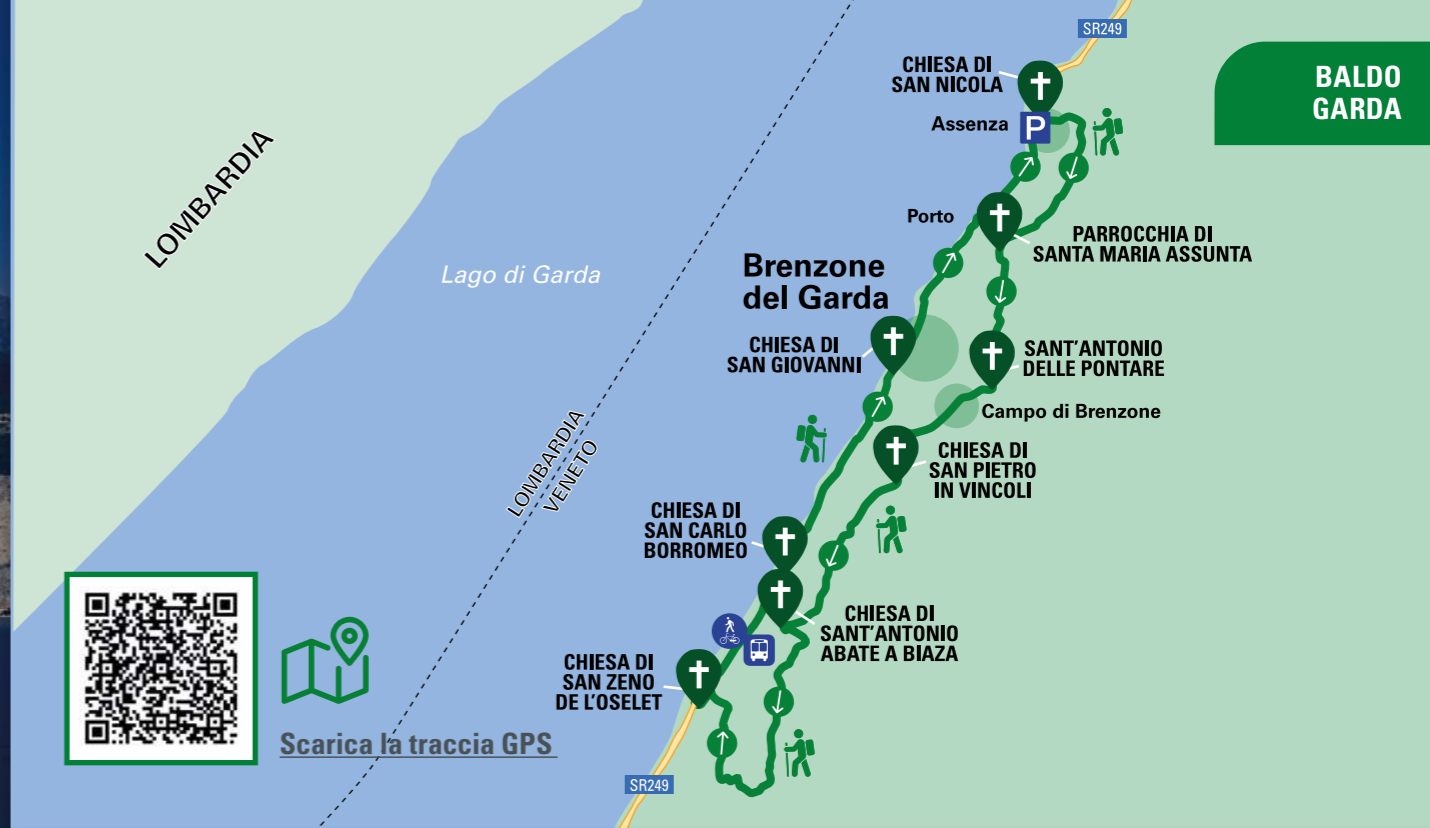 SR249
BALDO
GARDA
CHIESA DI
SAN NICOLA
P
Assenza
LOMBARDIA
Porto
PARROCCHIA DI
SANTA MARIA ASSUNTA
Lago di Garda
Brenzone
del Garda
CHIESA DI
SAN GIOVANNI
SANT'ANTONIO
DELLE PONTARE
Campo di Brenzone
LOMBARDIA
VENETO
CHIESA DI
SAN PIETRO
IN VINCOLI
CHIESA DI
SAN CARLO
BORROMEO
CHIESA DI
SANT'ANTONIO
ABATE A BIAZA
CHIESA DI
SAN ZENO
DE L'OSELET
Scarica la traccia GPS
SR249